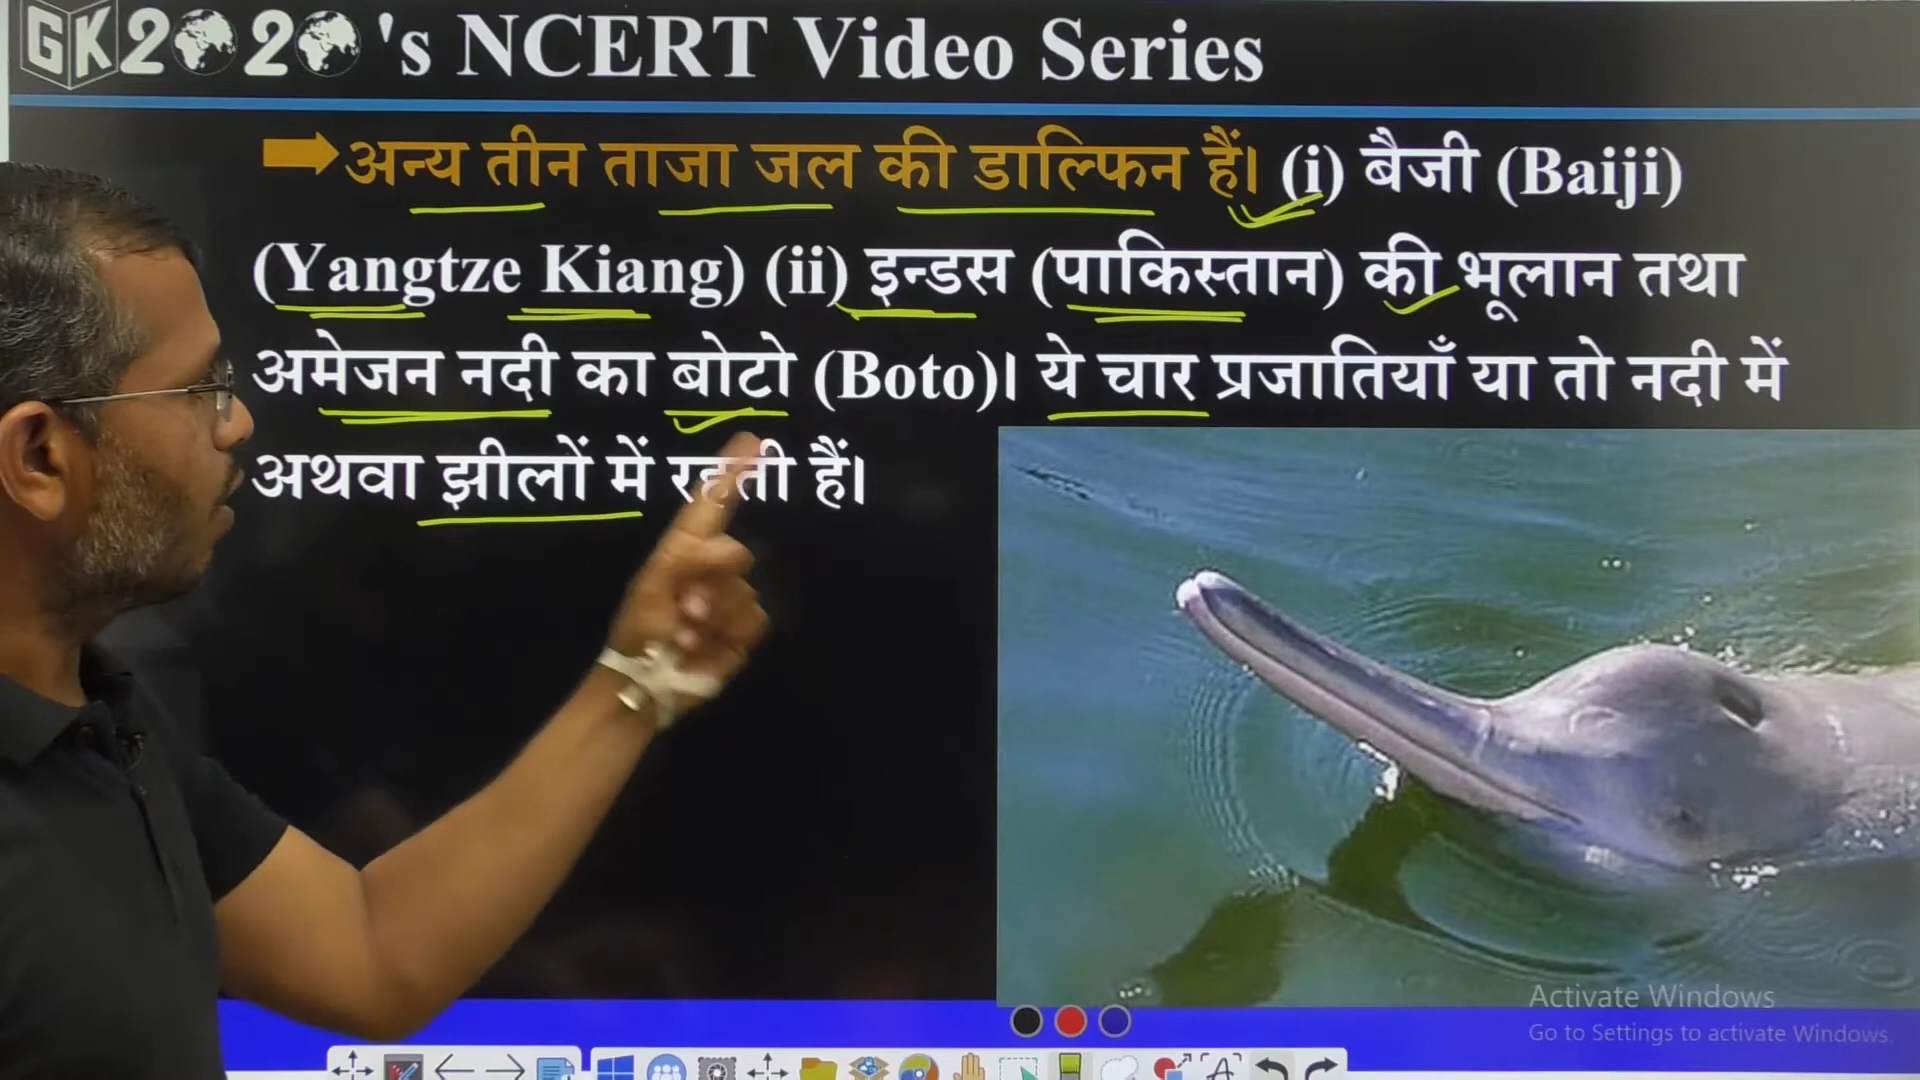 GK2020's NCERT Video Series
अन्य तीन ताजा जल की डाल्फिन हैं। (i) बैजी (Baiji)
(Yangtze Kiang) (ii) इन्डस (पाकिस्तान) की भूलान तथा
अमेजन नदी का बोटो (Boto)। ये चार प्रजातियाँ या तो नदी में
अथवा झीलों में रहती हैं।
Activate Windows
Go to Settings to activate Windows.